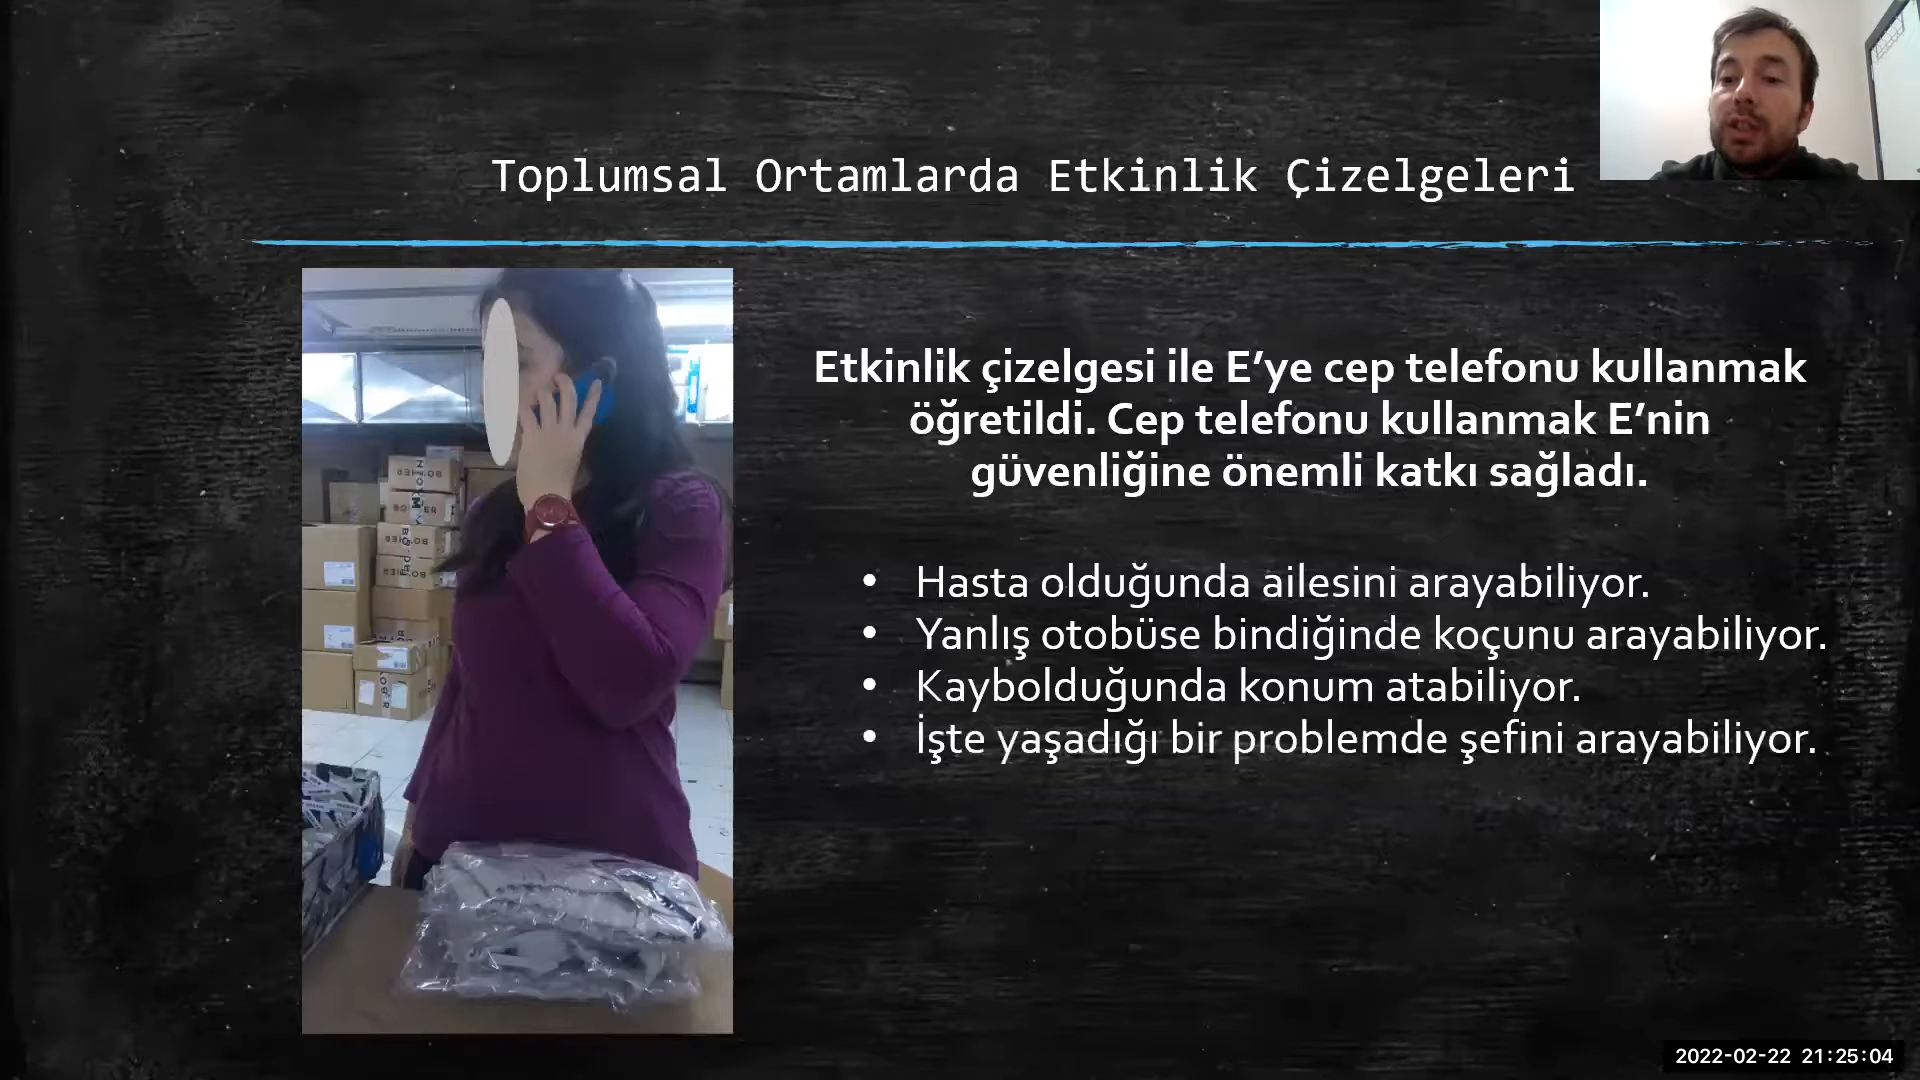 Toplumsal Ortamlarda Etkinlik Çizelgeleri
Etkinlik çizelgesi ile E’ye cep telefonu kullanmak
öğretildi. Cep telefonu kullanmak E’nin
güvenliğine önemli katkı sağladı.
• Hasta olduğunda ailesini arayabiliyor.
• Yanlış otobüse bindiğinde koçunu arayabiliyor.
• Kaybolduğunda konum atabiliyor.
• İşte yaşadığı bir problemde şefini arayabiliyor.
2022-02-22 21:25:04